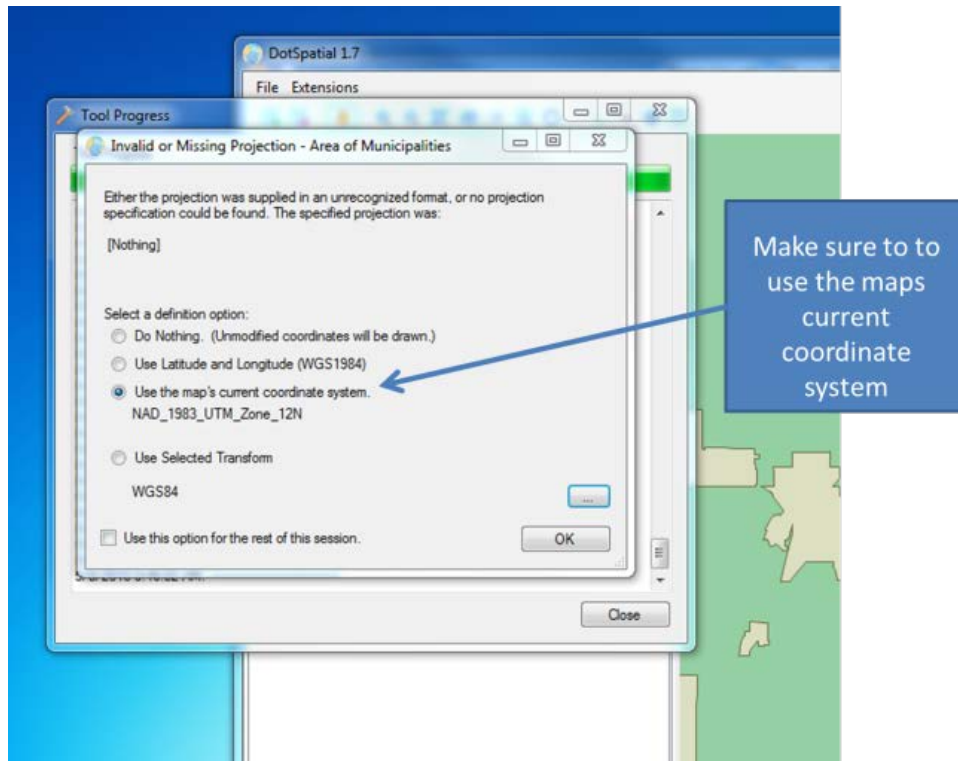 DotSpatial 1.7
File Extensions
Tool Progress
Invalid or Missing Projection - Area of Municipalities
Either the projection was supplied in an unrecognized format, or no projection
specification could be found. The specified projection was:
[Nothing]
Select a definition option:
Do Nothing. (Unmodified coordinates will be drawn.)
Use Latitude and Longitude (WGS1984)
Use the map's current coordinate system.
NAD_1983_UTM_Zone_12N
Use Selected Transform
WGS84
...
Use this option for the rest of this session.
OK
Close
Make sure to to
use the maps
current
coordinate
system